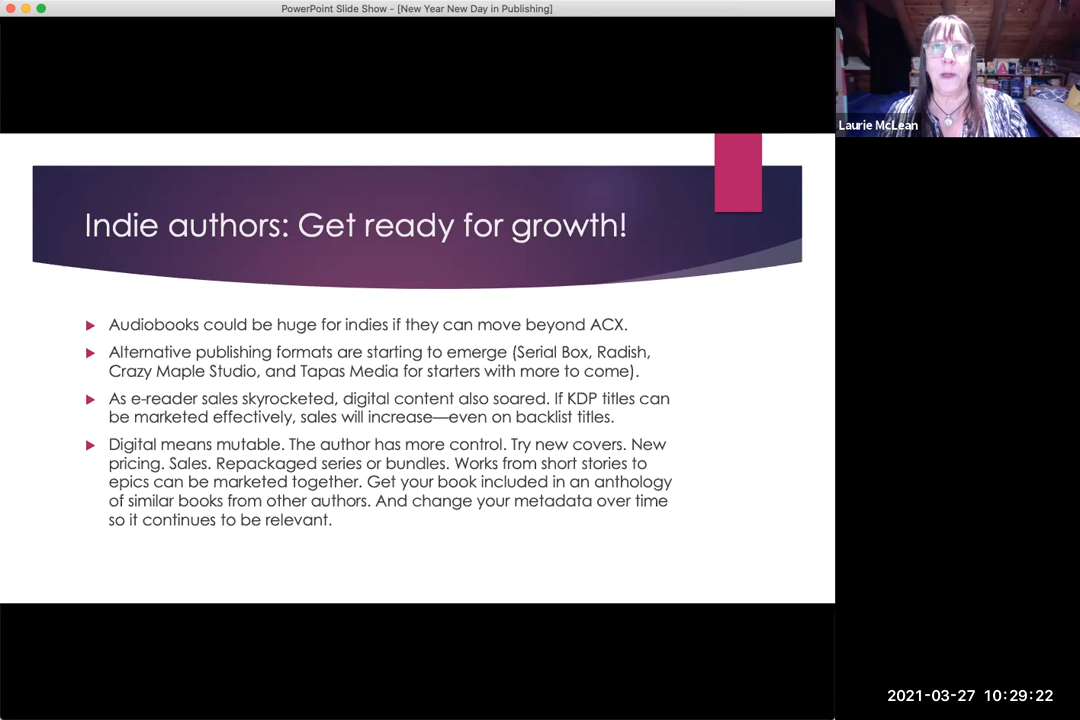 PowerPoint Slide Show - [New Year New Day in Publishing]
Laurie McLean
Indie authors: Get ready for growth!
Audiobooks could be huge for indies if they can move beyond ACX.
Alternative publishing formats are starting to emerge (Serial Box, Radish,
Crazy Maple Studio, and Tapas Media for starters with more to come).
As e-reader sales skyrocketed, digital content also soared. If KDP titles can
be marketed effectively, sales will increase—even on backlist titles.
Digital means mutable. The author has more control. Try new covers. New
pricing. Sales. Repackaged series or bundles. Works from short stories to
epics can be marketed together. Get your book included in an anthology
of similar books from other authors. And change your metadata over time
so it continues to be relevant.
2021-03-27 10:29:22